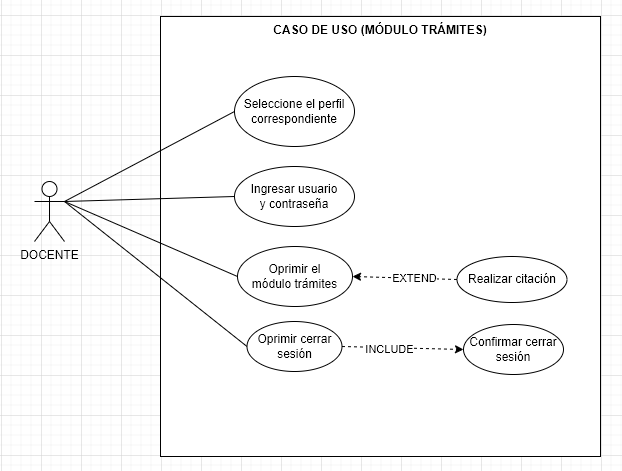 CASO DE USO (MÓDULO TRÁMITES)
Seleccione el perfil
correspondiente
Ingresar usuario
y contraseña
DOCENTE
Oprimir el
módulo trámites
EXTEND
Realizar citación
Oprimir cerrar
sesión
INCLUDE
Confirmar cerrar
sesión